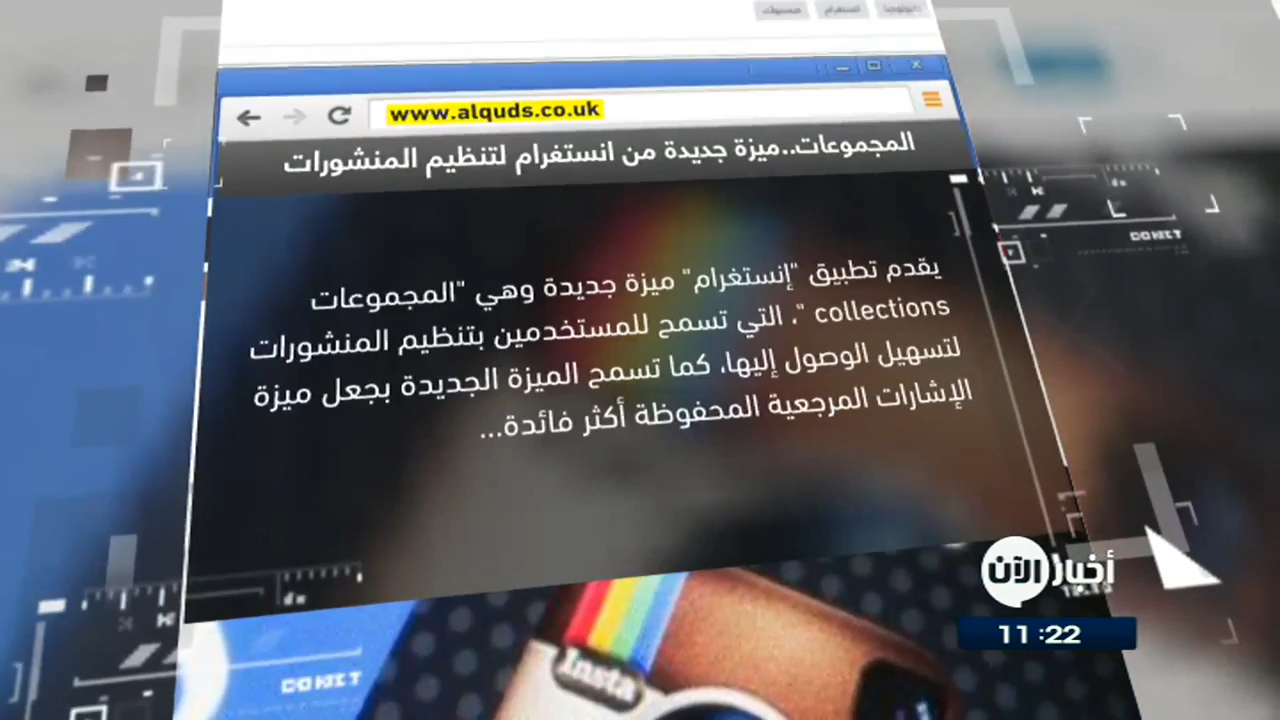 www.alquds.co.uk
المجموعات..ميزة جديدة من انستغرام لتنظيم المنشورات
يقدم تطبيق "إنستغرام" ميزة جديدة وهي "المجموعات
collections "، التي تسمح للمستخدمين بتنظيم المنشورات
لتسهيل الوصول إليها، كما تسمح الميزة الجديدة بجعل ميزة
الإشارات المرجعية المحفوظة أكثر فائدة...
أخبار الآن
11:22
Insta